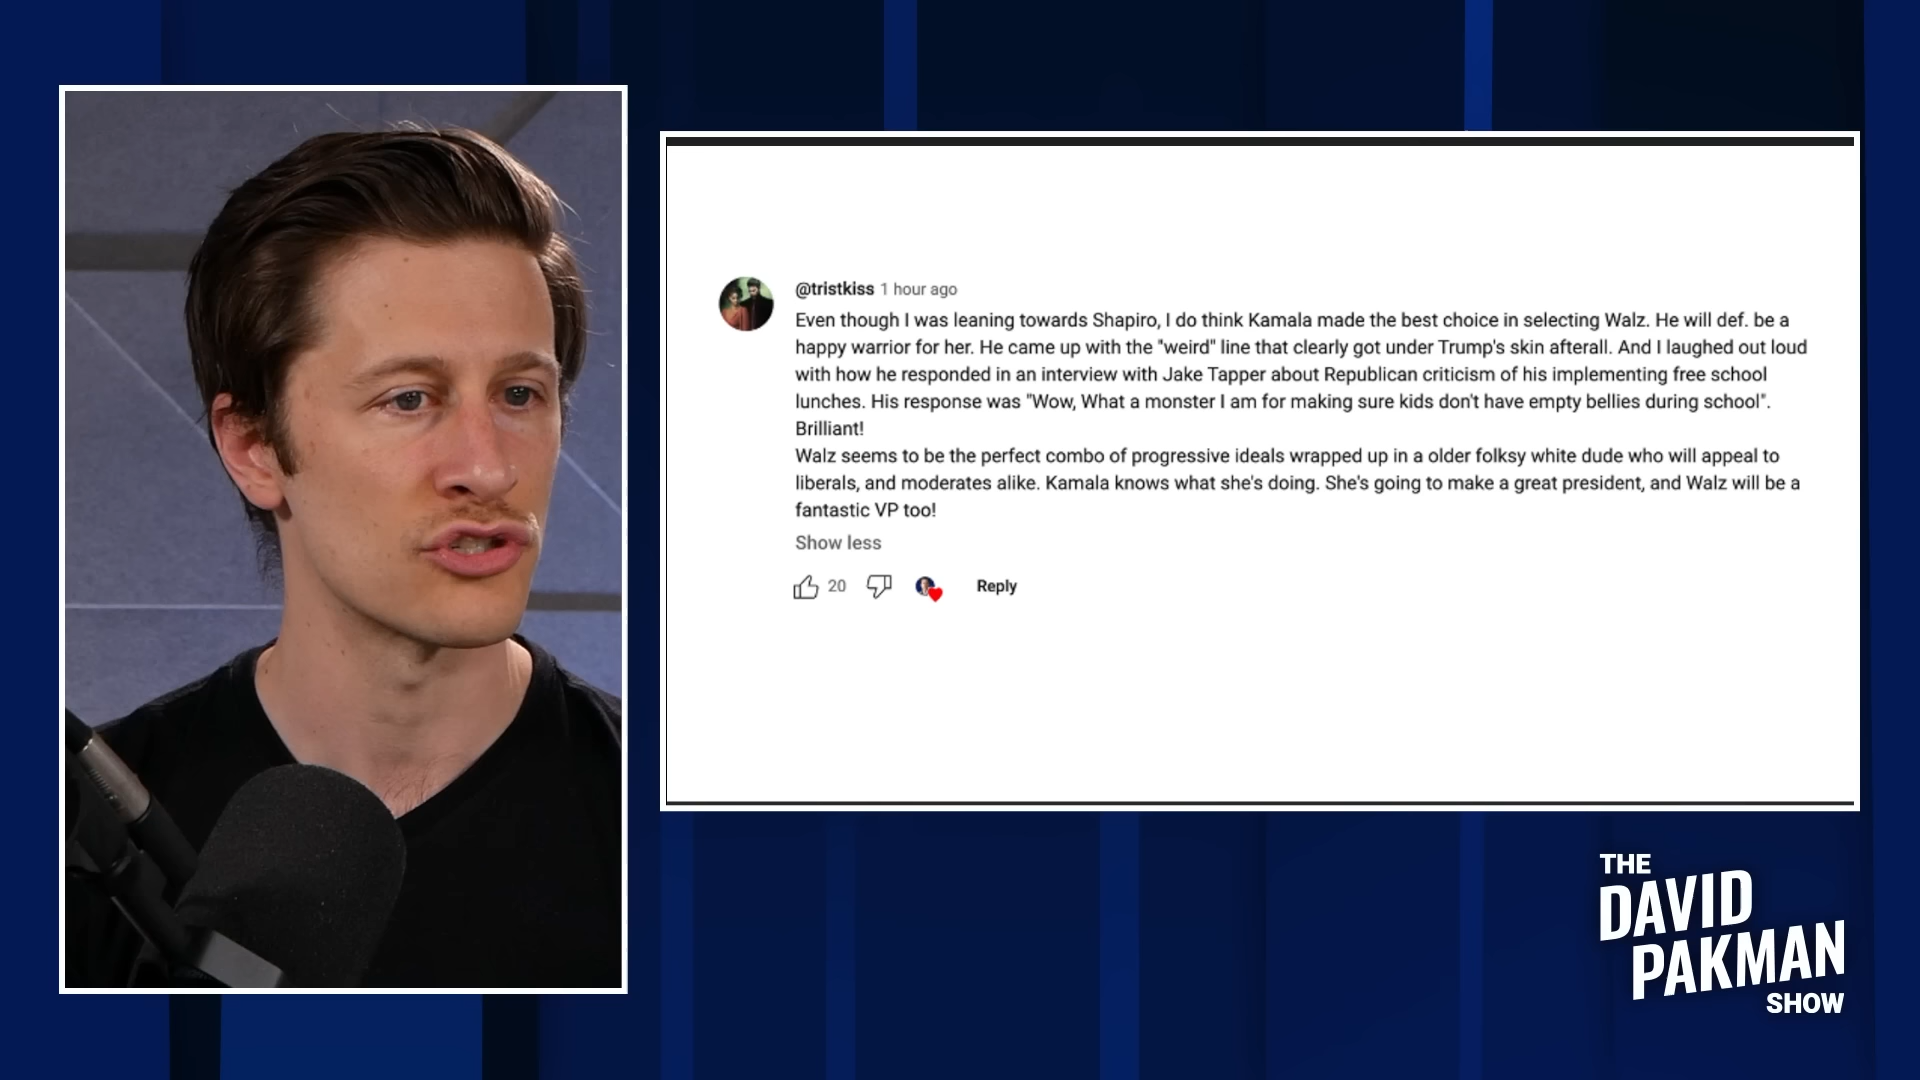 @tristkiss 1 hour ago
Even though I was leaning towards Shapiro, I do think Kamala made the best choice in selecting Walz. He will def. be a
happy warrior for her. He came up with the "weird" line that clearly got under Trump's skin afterall. And I laughed out loud
with how he responded in an interview with Jake Tapper about Republican criticism of his implementing free school
lunches. His response was "Wow, What a monster I am for making sure kids don't have empty bellies during school".
Brilliant!
Walz seems to be the perfect combo of progressive ideals wrapped up in a older folksy white dude who will appeal to
liberals, and moderates alike. Kamala knows what she's doing. She's going to make a great president, and Walz will be a
fantastic VP too!
Show less
20 Reply
THE
DAVID
PAKMAN
SHOW